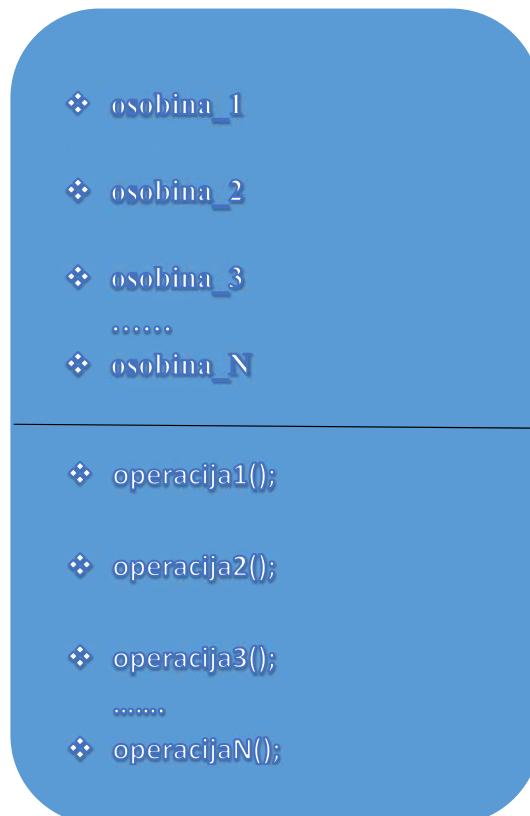 ❖ osobina_1
❖ osobina_2
❖ osobina_3
......
❖ osobina_N
❖ operacija1();
❖ operacija2();
❖ operacija3();
.......
❖ operacijaN();